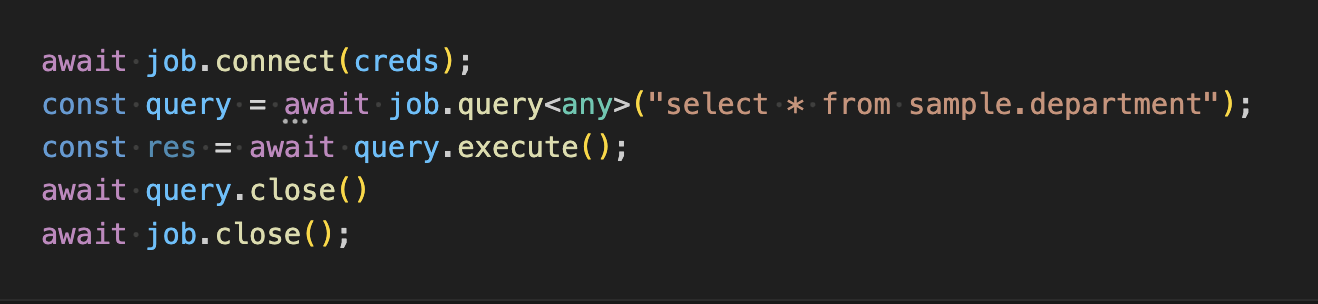 await job.connect(creds);
const query = await job.query<any>("select * from sample.department");
const res = await query.execute();
await query.close()
await job.close();